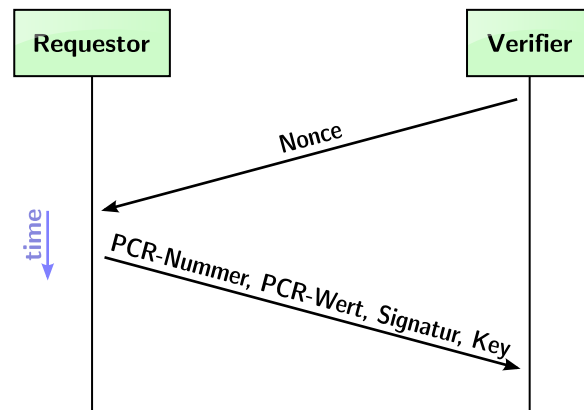 Requestor
Verifier
Nonce
time
PCR-Nummer, PCR-Wert, Signatur, Key